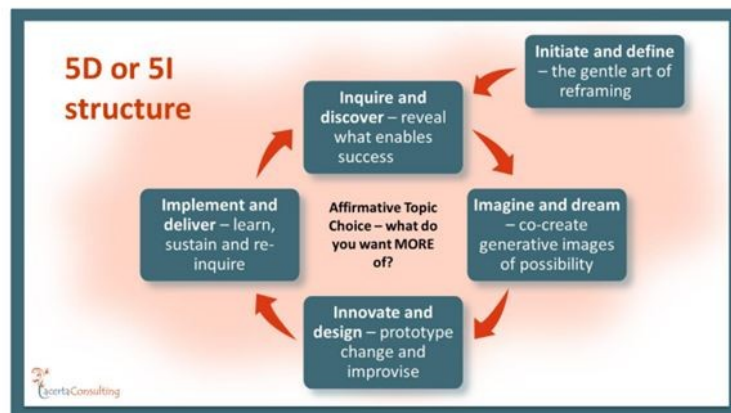 5D or 5I
structure
Initiate and define
– the gentle art of
reframing
Inquire and
discover – reveal
what enables
success
Imagine and dream
– co-create
generative images
of possibility
Innovate and
design – prototype
change and
improvise
Implement and
deliver – learn,
sustain and re-
inquire
Affirmative Topic
Choice – what do
you want MORE
of?
LacertaConsulting